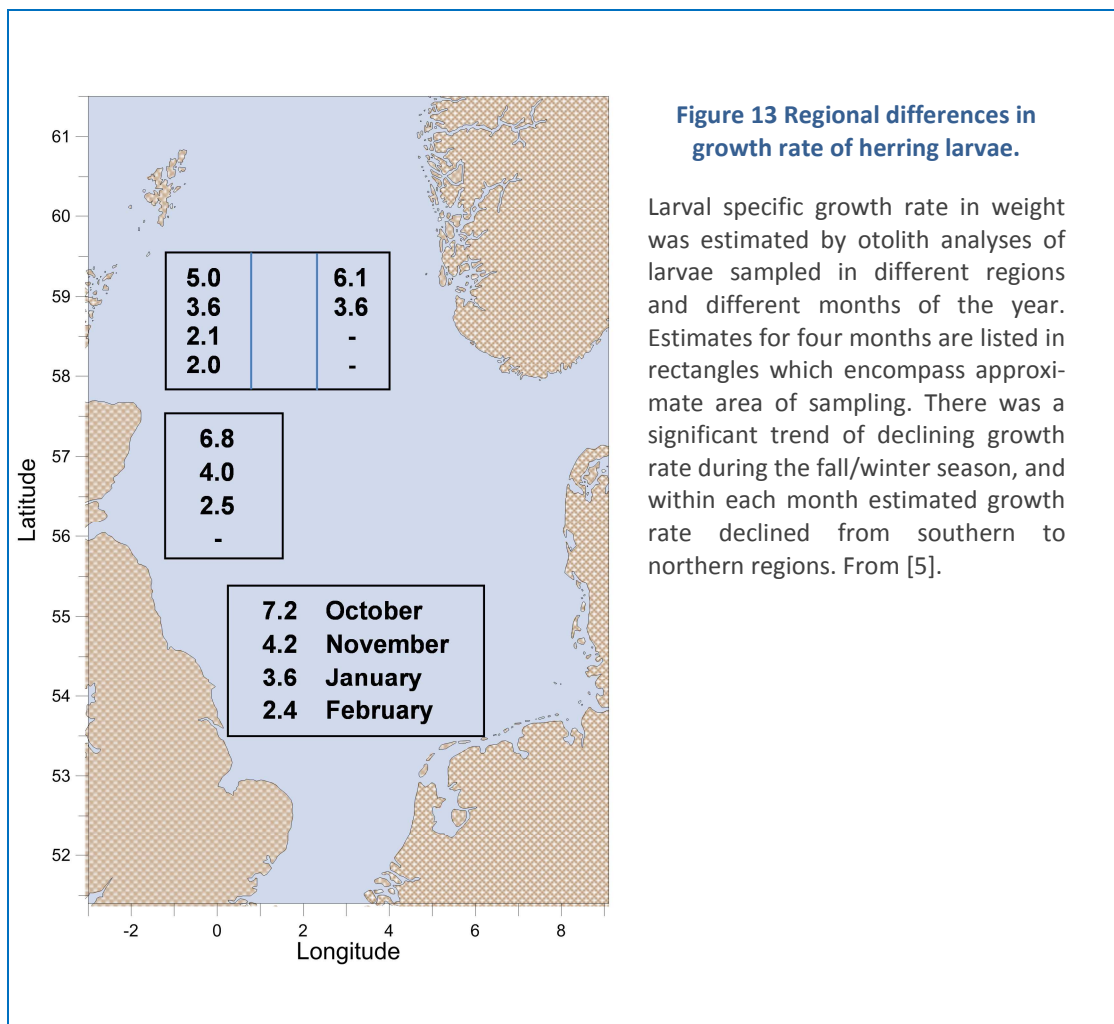 61
60
59
58
57
56
55
54
53
52
Latitude
-2
0
2
4
6
8
Longitude
5.0 6.1
3.6 3.6
2.1 -
2.0 -
6.8
4.0
2.5
-
7.2 October
4.2 November
3.6 January
2.4 February
Figure 13 Regional differences in
growth rate of herring larvae.
Larval specific growth rate in weight
was estimated by otolith analyses of
larvae sampled in different regions
and different months of the year.
Estimates for four months are listed in
rectangles which encompass approxi-
mate area of sampling. There was a
significant trend of declining growth
rate during the fall/winter season, and
within each month estimated growth
rate declined from southern to
northern regions. From [5].